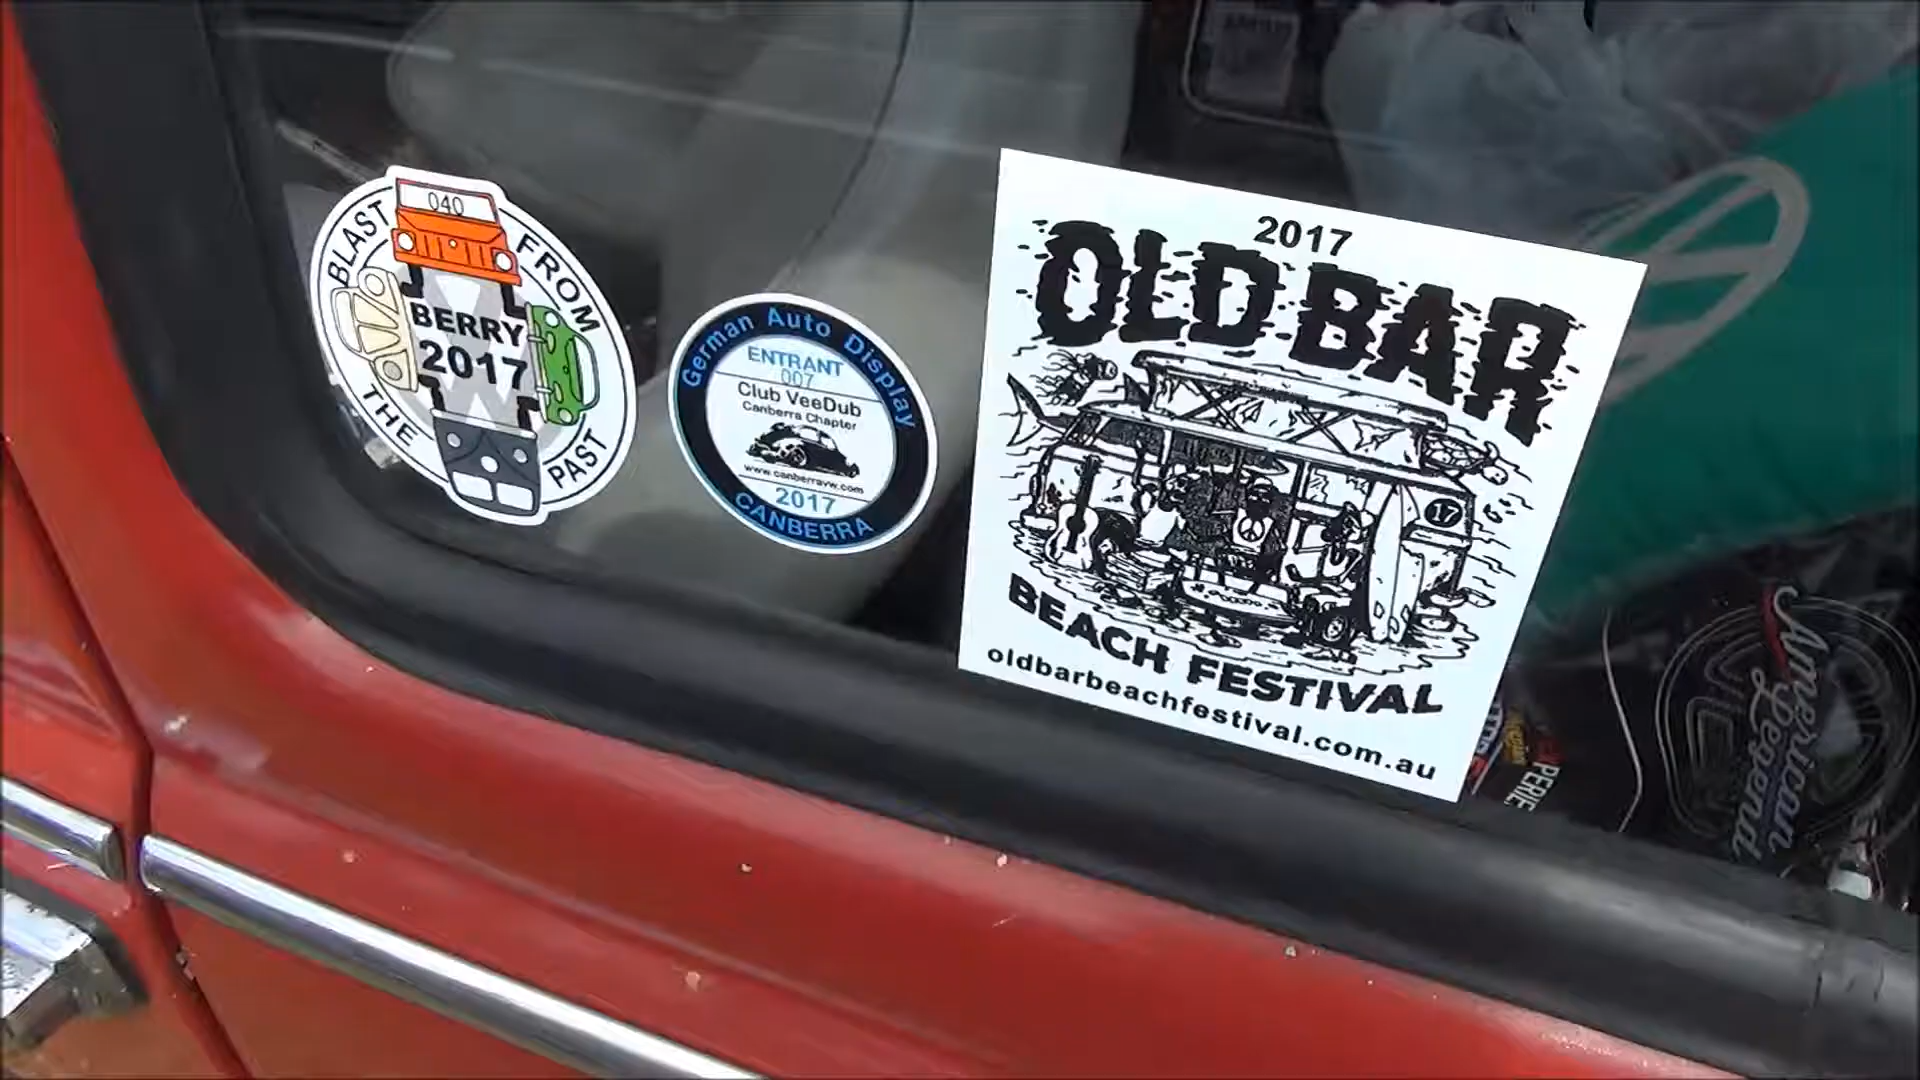 040
BLAST FROM
BERRY
2017
THE PAST
German Auto Display
ENTRANT
007
Club VeeDub
Canberra Chapter
www.canberravw.com
2017
CANBERRA
2017
OLD BAR
17
BEACH FESTIVAL
oldbarbeachfestival.com.au
American
Legend